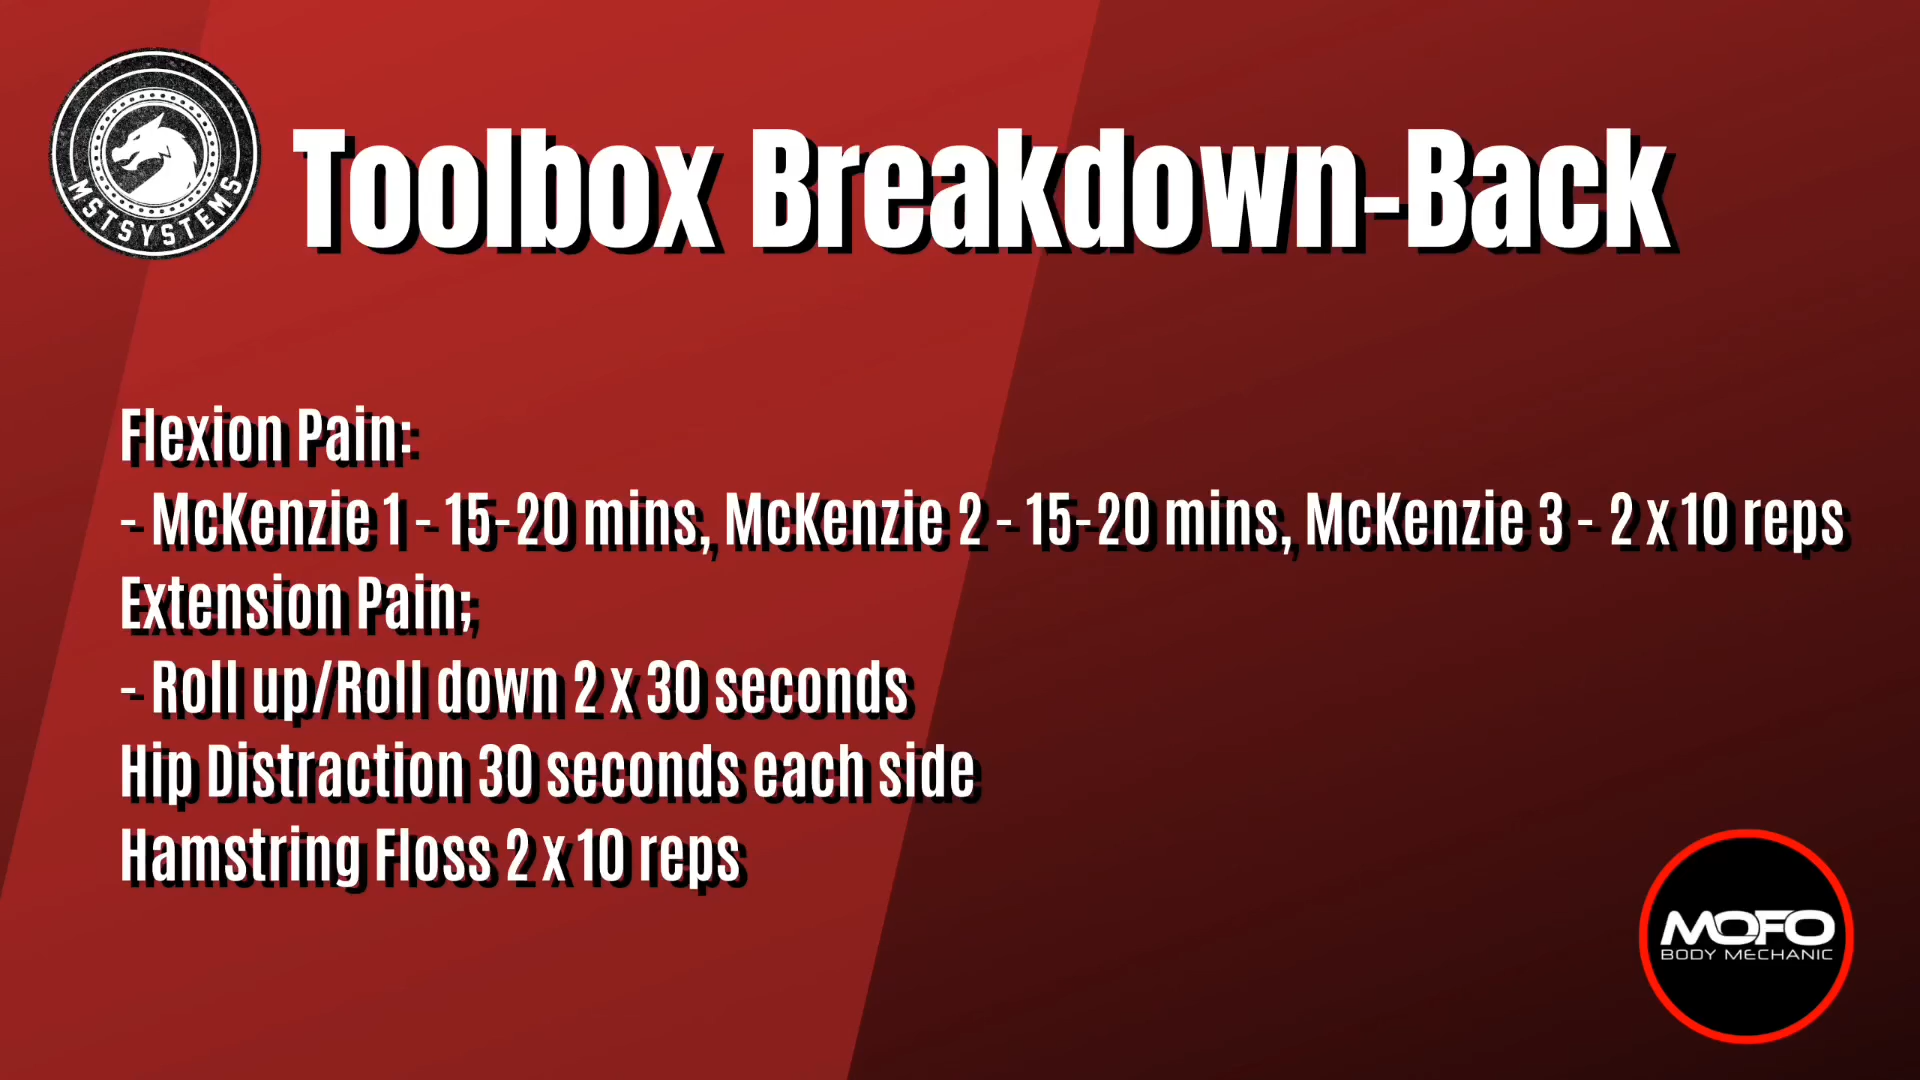 MSTSYSTEMS
Toolbox Breakdown-Back
Flexion Pain:
- McKenzie 1 - 15-20 mins, McKenzie 2 - 15-20 mins, McKenzie 3 - 2 x 10 reps
Extension Pain;
- Roll up/Roll down 2 x 30 seconds
Hip Distraction 30 seconds each side
Hamstring Floss 2 x 10 reps
MOFO
BODY MECHANIC